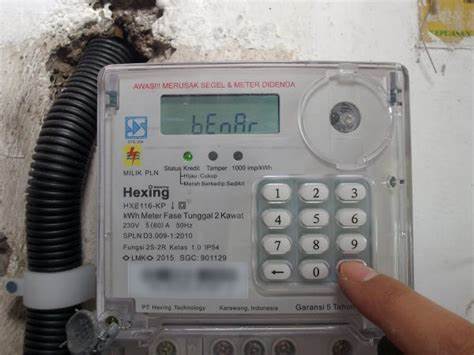 AWAS!!! MERUSAK SEGEL & METER DIDENDA
bEnAr
MILIK PLN
Status Kredit
Tamper
1000 imp/kWh
Hijau: Cukup
Merah Berkedip: Sedikit
Hexing
HXE116-KP
kWh Meter Fase Tunggal 2 Kawat
230V 5(60)A 50Hz
SPLN D3.009-1:2010
Fungsi 2S-2R Kelas 1.0 IP54
LMK 2015 SGC: 901129
1 2 3
4 5 6
7 8 9
← 0
PT. Hexing Technology
Karawang, Indonesia
Garansi 5 Tahun